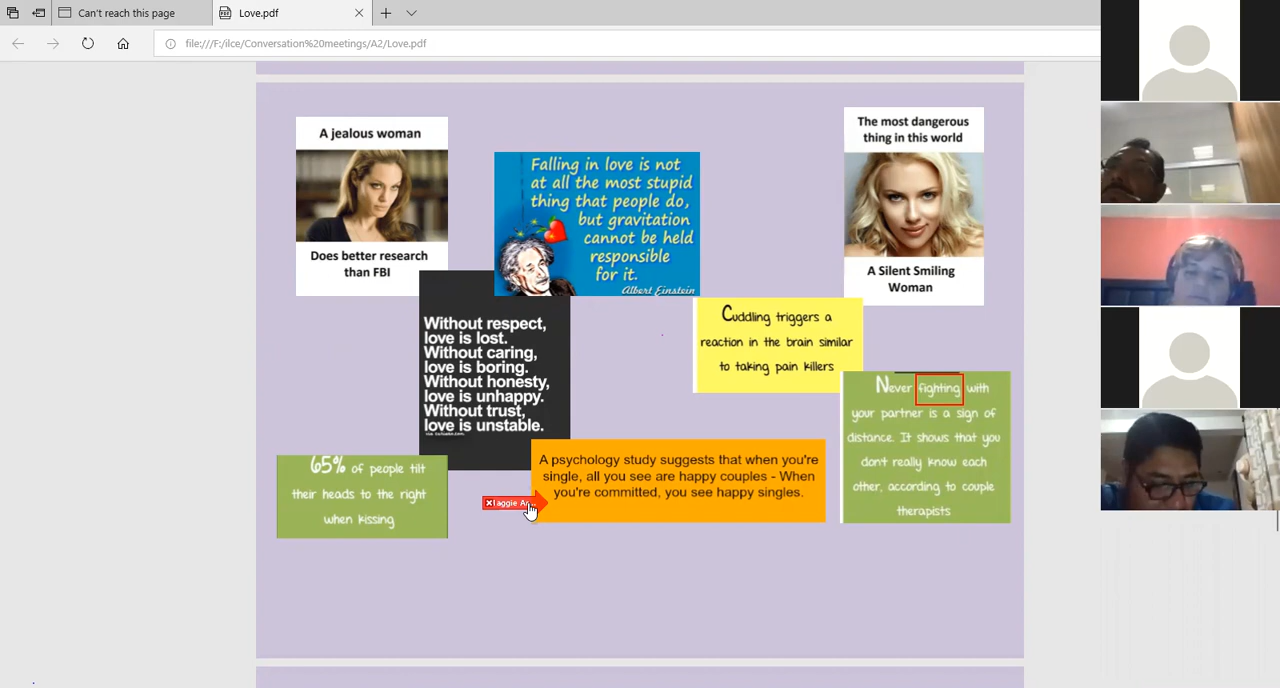 Can't reach this page
Love.pdf
file:///F:/ilce/Conversation%20meetings/A2/Love.pdf
A jealous woman
Does better research
than FBI
Falling in love is not
at all the most stupid
thing that people do,
but gravitation
cannot be held
responsible
for it.
Albert Einstein
The most dangerous
thing in this world
A Silent Smiling
Woman
Without respect,
love is lost.
Without caring,
love is boring.
Without honesty,
love is unhappy.
Without trust,
love is unstable.
Cuddling triggers a
reaction in the brain similar
to taking pain killers
Never fighting with
your partner is a sign of
distance. It shows that you
don't really know each
other, according to couple
therapists
65% of people tilt
their heads to the right
when kissing
A psychology study suggests that when you're
single, all you see are happy couples - When
you're committed, you see happy singles.